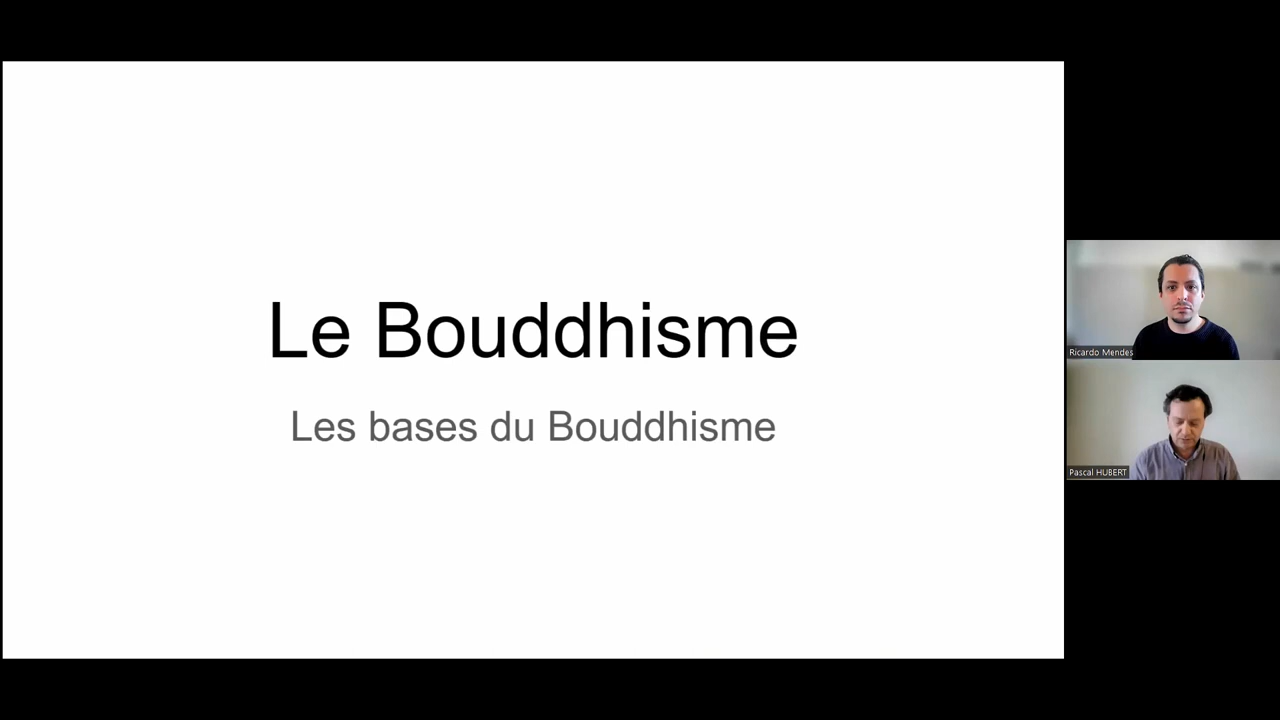 Le Bouddhisme
Les bases du Bouddhisme
Ricardo Mendes
Pascal HUBERT